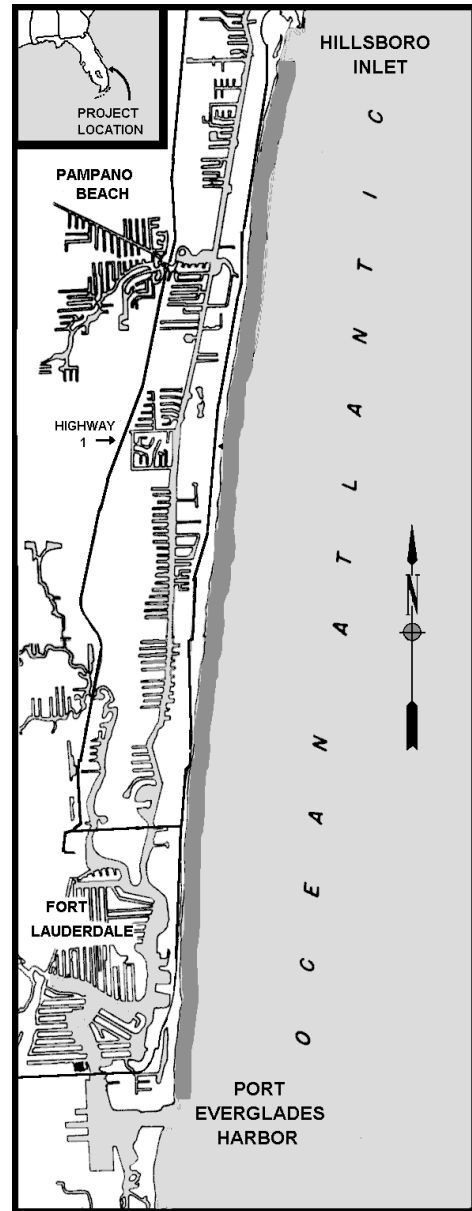 HILLSBORO
INLET
PROJECT
LOCATION
PAMPANO
BEACH
HIGHWAY
1
ATLANTIC
N
OCEAN
FORT
LAUDERDALE
PORT
EVERGLADES
HARBOR